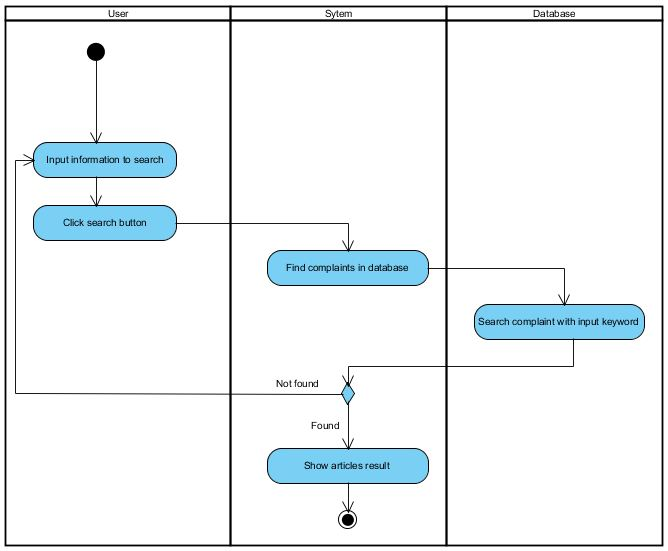 User
Sytem
Database
Input information to search
Click search button
Find complaints in database
Search complaint with input keyword
Not found
Found
Show articles result